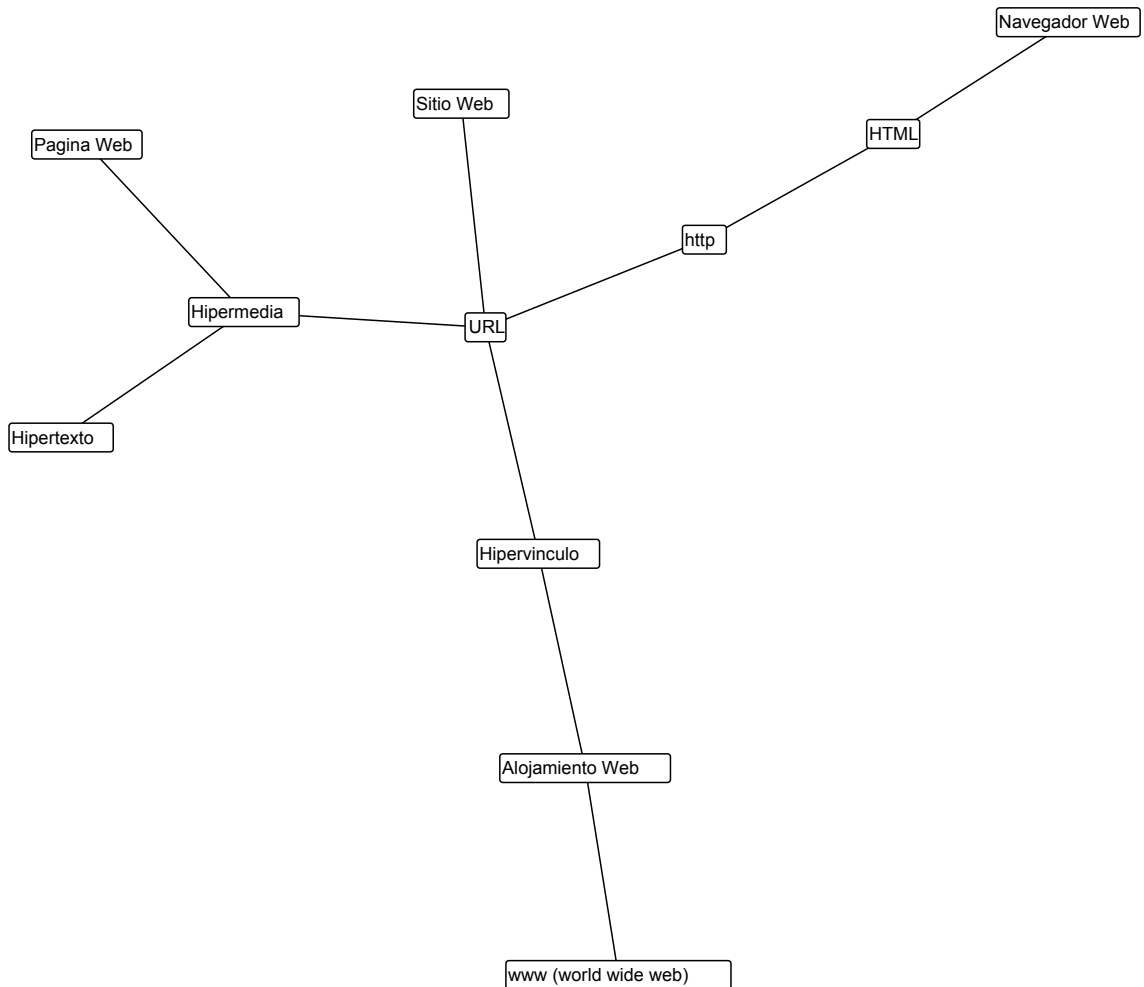 Navegador Web
Sitio Web
HTML
Pagina Web
http
Hipermedia
URL
Hipertexto
Hipervinculo
Alojamiento Web
www (world wide web)